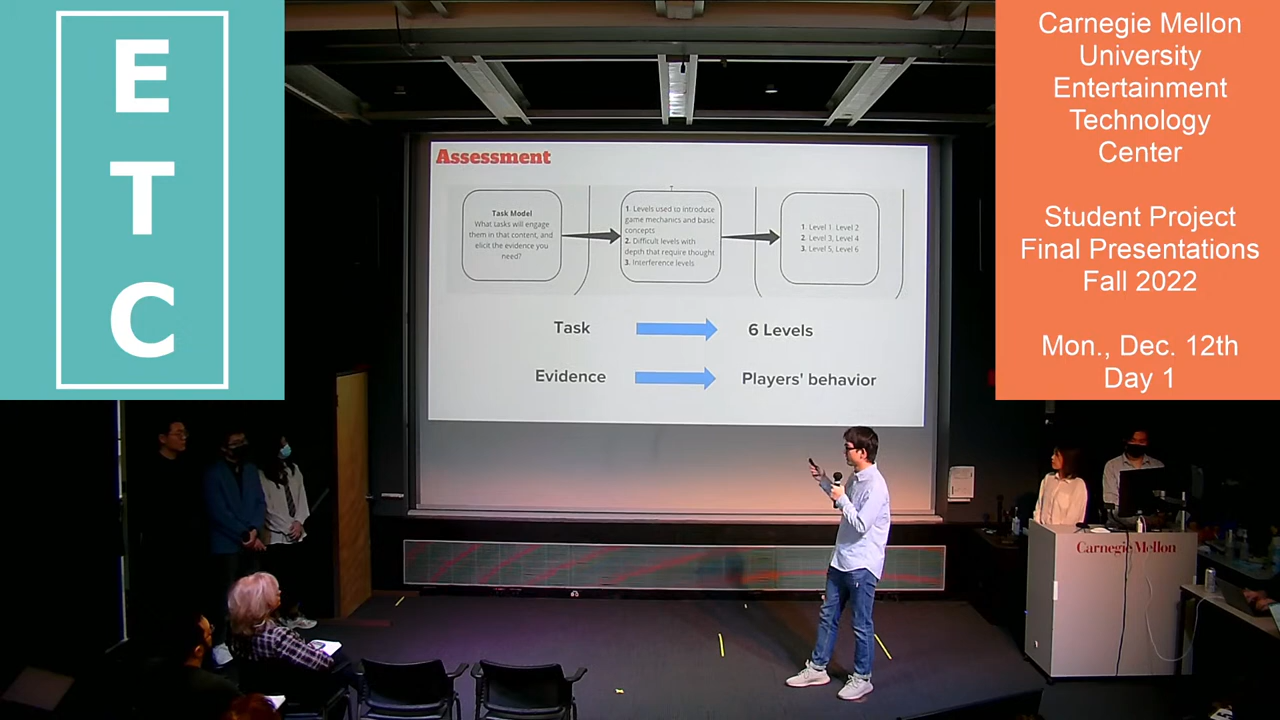 E
T
C
Carnegie Mellon
University
Entertainment
Technology
Center
Student Project
Final Presentations
Fall 2022
Mon., Dec. 12th
Day 1
Assessment
Task Model
What tasks will engage
them in that content, and
elicit the evidence you
need?
1. Levels used to introduce
game mechanics and basic
concepts
2. Difficult levels with
depth that require thought
3. Interference levels
1. Level 1, Level 2
2. Level 3, Level 4
3. Level 5, Level 6
Task
6 Levels
Evidence
Players' behavior
Carnegie Mellon